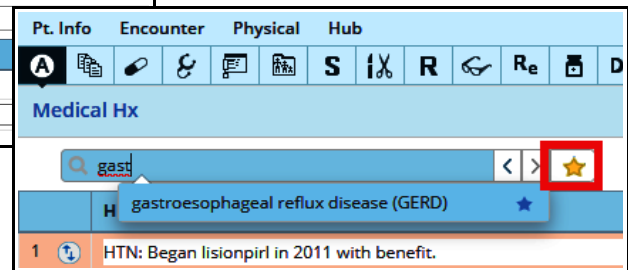 Pt. Info Encounter Physical Hub
A S R Re D
Medical Hx
gast
gastroesophageal reflux disease (GERD)
H
1 HTN: Began lisionpirl in 2011 with benefit.